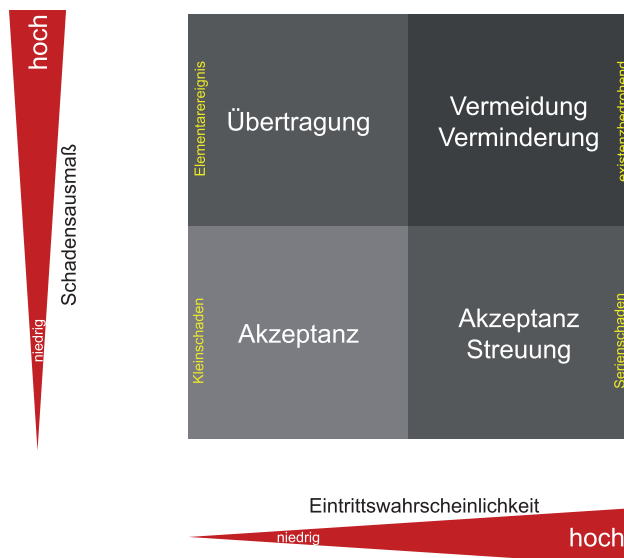 hoch
Schadensausmaß
niedrig
Elementarereignis
Übertragung
Vermeidung
Verminderung
existenzbedrohend
Kleinschaden
Akzeptanz
Akzeptanz
Streuung
Serienschaden
Eintrittswahrscheinlichkeit
niedrig
hoch